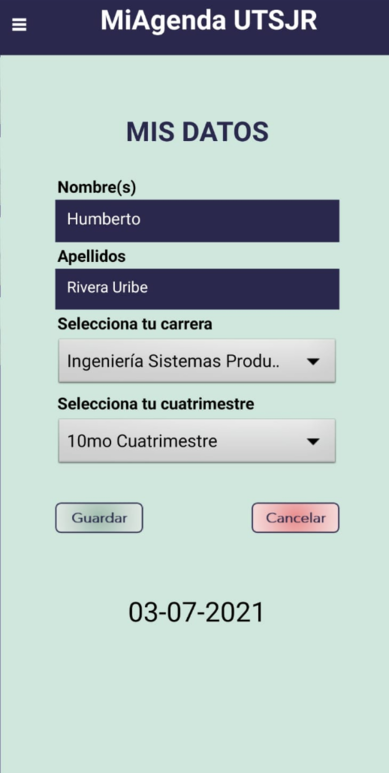 MiAgenda UTSJR
MIS DATOS
Nombre(s)
Humberto
Apellidos
Rivera Uribe
Selecciona tu carrera
Ingeniería Sistemas Produ..
Selecciona tu cuatrimestre
10mo Cuatrimestre
Guardar Cancelar
03-07-2021